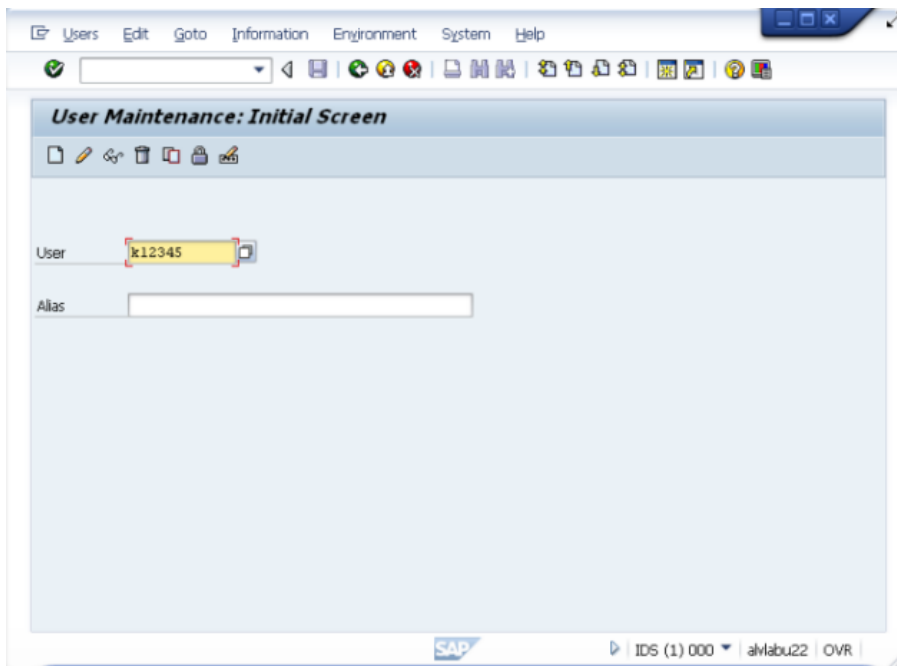 Users Edit Goto Information Environment System Help
User Maintenance: Initial Screen
User k12345
Alias
SAP IDS (1) 000 alvlabu22 OVR